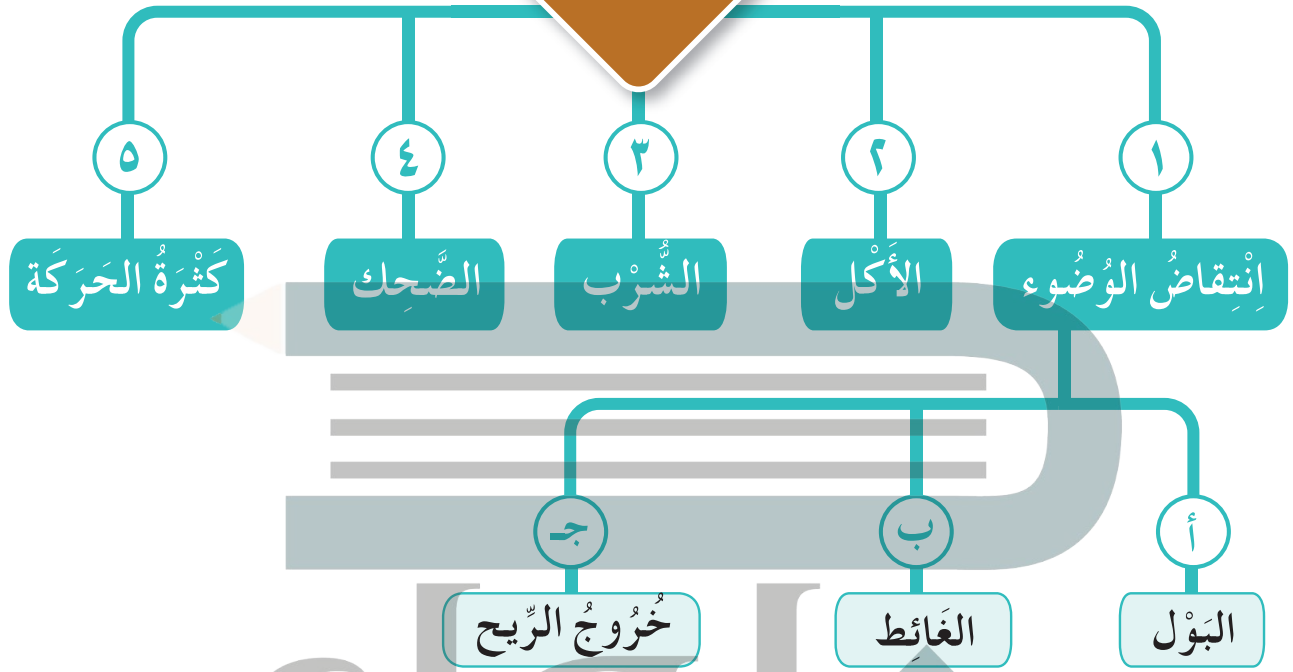 ١ ٢ ٣ ٤ ٥
اِنْتِقاضُ الوُضُوء
الأَكْل
الشُّرْب
الضَّحِك
كَثْرَةُ الحَرَكَة
أ ب جـ
البَوْل
الغَائِط
خُرُوجُ الرِّيح